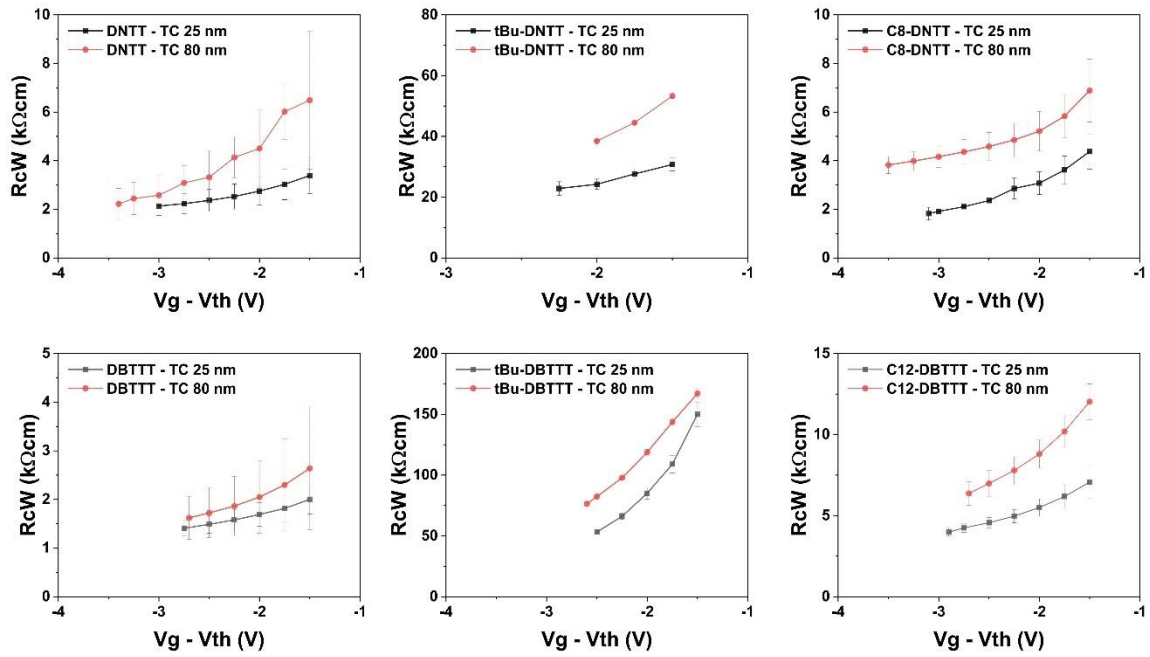 DNTT - TC 25 nm
DNTT - TC 80 nm
RcW (kΩcm)
10
8
6
4
2
0
-4
-3
-2
-1
Vg - Vth (V)
tBu-DNTT - TC 25 nm
tBu-DNTT - TC 80 nm
RcW (kΩcm)
80
60
40
20
0
-2
-1
Vg - Vth (V)
C8-DNTT - TC 25 nm
C8-DNTT - TC 80 nm
RcW (kΩcm)
10
8
6
4
2
0
-4
-3
-2
-1
Vg - Vth (V)
DBTTT - TC 25 nm
DBTTT - TC 80 nm
RcW (kΩcm)
5
4
3
2
1
0
-4
-3
-2
-1
Vg - Vth (V)
tBu-DBTTT - TC 25 nm
tBu-DBTTT - TC 80 nm
RcW (kΩcm)
200
150
100
50
0
-4
-3
-2
-1
Vg - Vth (V)
C12-DBTTT - TC 25 nm
C12-DBTTT - TC 80 nm
RcW (kΩcm)
15
10
5
0
-4
-3
-2
-1
Vg - Vth (V)